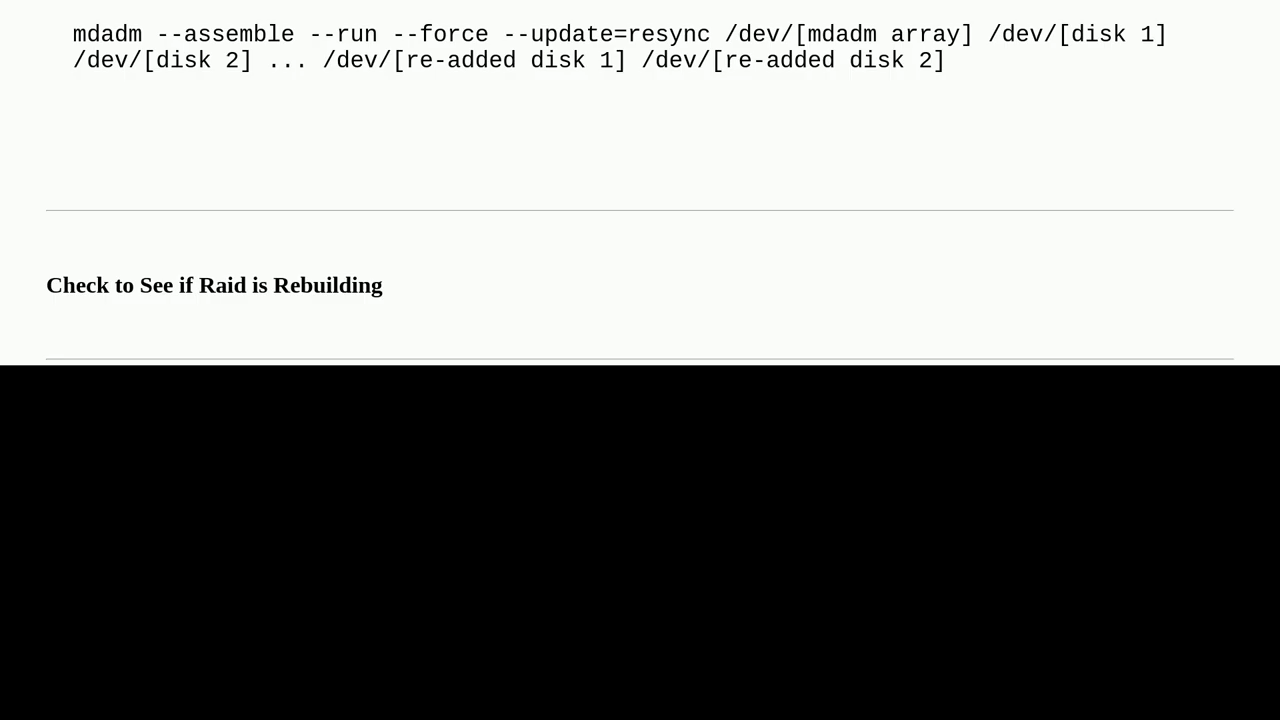 mdadm --assemble --run --force --update=resync /dev/[mdadm array] /dev/[disk 1]
/dev/[disk 2] ... /dev/[re-added disk 1] /dev/[re-added disk 2]
Check to See if Raid is Rebuilding